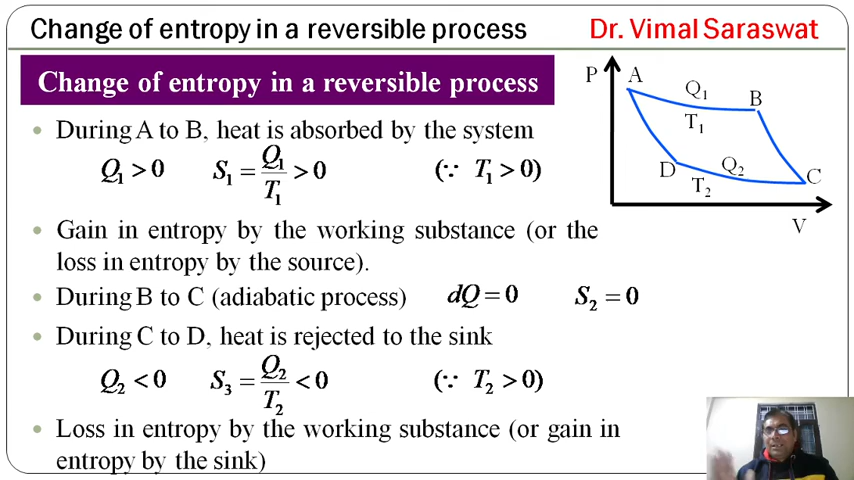 Change of entropy in a reversible process Dr. Vimal Saraswat
Change of entropy in a reversible process
During A to B, heat is absorbed by the system
Q₁ > 0 S₁ = Q₁/T₁ > 0 (∵ T₁ > 0)
Gain in entropy by the working substance (or the
loss in entropy by the source).
During B to C (adiabatic process) dQ = 0 S₂ = 0
During C to D, heat is rejected to the sink
Q₂ < 0 S₃ = Q₂/T₂ < 0 (∵ T₂ > 0)
Loss in entropy by the working substance (or gain in
entropy by the sink)
P A Q₁ B
T₁
D Q₂ C
T₂
V